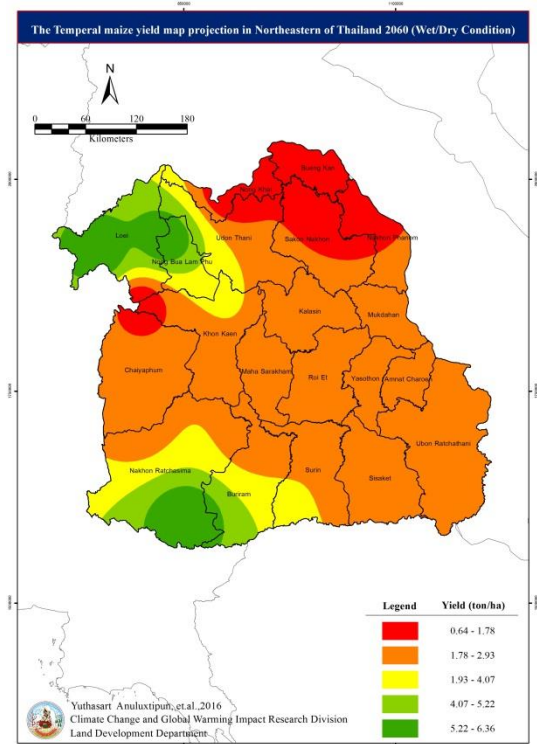 The Temperal maize yield map projection in Northeastern of Thailand 2060 (Wet/Dry Condition)
N
0 60 120 180
Kilometers
Bueng Kan
Nong Khai
Loei
Udon Thani
Sakon Nakhon
Nakhon Phanom
Nong Bua Lam Phu
Kalasin
Mukdahan
Khon Kaen
Chaiyaphum
Maha Sarakham
Roi Et
Yasothon
Amnat Charoen
Ubon Ratchathani
Nakhon Ratchasima
Buriram
Surin
Sisaket
Legend Yield (ton/ha)
0.64 - 1.78
1.78 - 2.93
1.93 - 4.07
4.07 - 5.22
5.22 - 6.36
Yuthasart Anuluxtipun, et.al.,2016
Climate Change and Global Warming Impact Research Division
Land Development Department